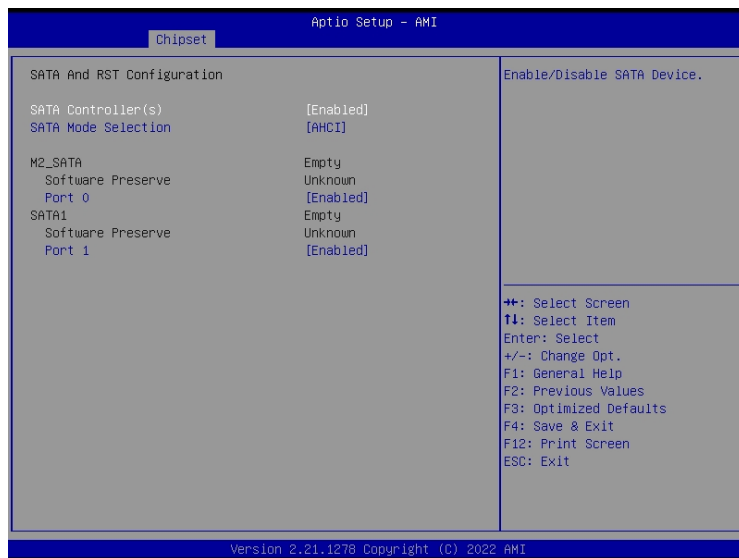 Aptio Setup – AMI
Chipset
SATA And RST Configuration
SATA Controller(s) [Enabled]
SATA Mode Selection [AHCI]
M2_SATA Empty
Software Preserve Unknown
Port 0 [Enabled]
SATA1 Empty
Software Preserve Unknown
Port 1 [Enabled]
Enable/Disable SATA Device.
→←: Select Screen
↑↓: Select Item
Enter: Select
+/-: Change Opt.
F1: General Help
F2: Previous Values
F3: Optimized Defaults
F4: Save & Exit
F12: Print Screen
ESC: Exit
Version 2.21.1278 Copyright (C) 2022 AMI